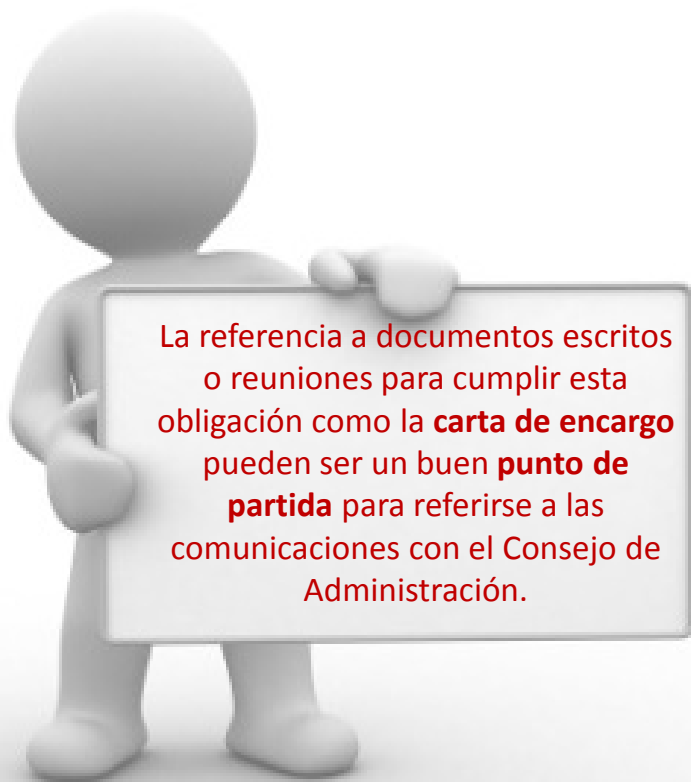 La referencia a documentos escritos
o reuniones para cumplir esta
obligación como la carta de encargo
pueden ser un buen punto de
partida para referirse a las
comunicaciones con el Consejo de
Administración.